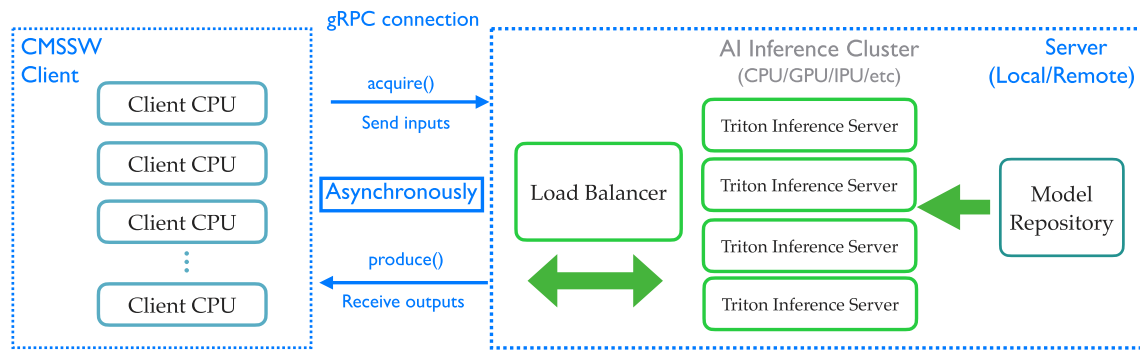 gRPC connection
CMSSW
Client
Client CPU
Client CPU
Client CPU
Client CPU
acquire()
Send inputs
Asynchronously
produce()
Receive outputs
AI Inference Cluster
(CPU/GPU/IPU/etc)
Server
(Local/Remote)
Load Balancer
Triton Inference Server
Triton Inference Server
Triton Inference Server
Triton Inference Server
Model
Repository